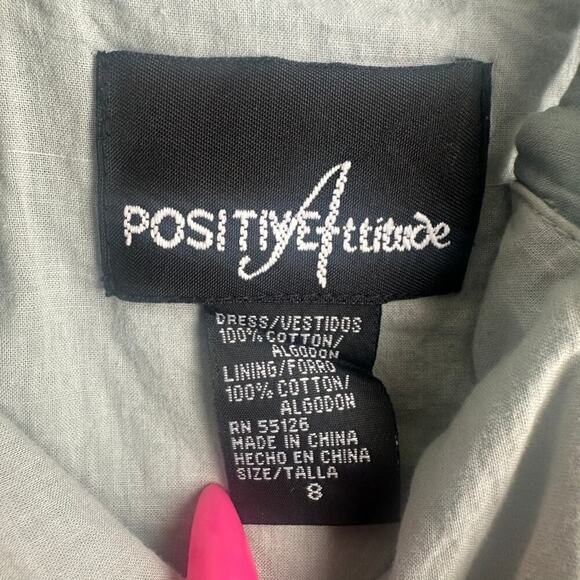 POSITIVE Attitude
DRESS/VESTIDOS
100% COTTON/
ALGODON
LINING/FORRO
100% COTTON/
ALGODON
RN 55126
MADE IN CHINA
HECHO EN CHINA
SIZE/TALLA
8